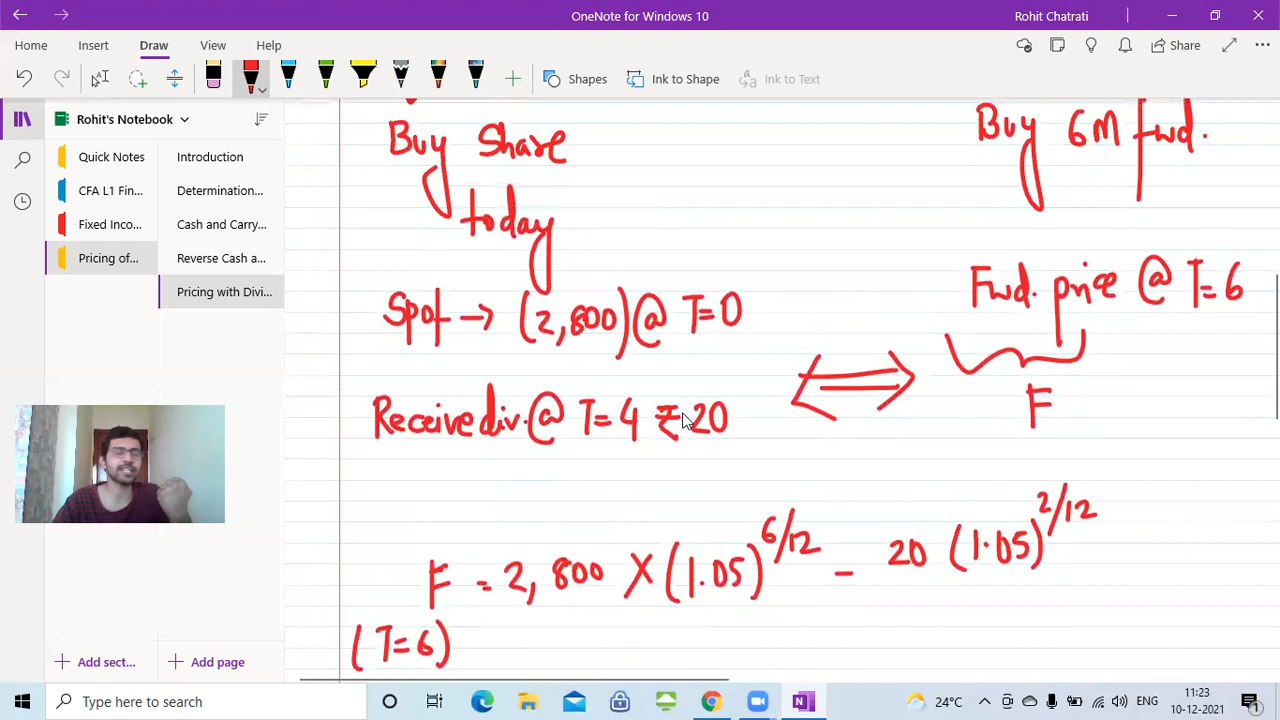 OneNote for Windows 10
Rohit Chatrati
Home Insert Draw View Help
Share
Shapes
Ink to Shape
Ink to Text
Rohit's Notebook
Quick Notes
CFA L1 Fin...
Fixed Inco...
Pricing of...
Introduction
Determination...
Cash and Carry...
Reverse Cash a...
Pricing with Divi...
Add sect...
Add page
Buy Share
today
Spot → (2,800) @ T=0
Receive div. @ T=4 ₹20
Buy 6M fwd.
Fwd. price @ T=6
F
F = 2,800 X (1.05)^6/12 - 20 (1.05)^2/12
(T=6)
Type here to search
24°C
ENG
11:23
10-12-2021
1